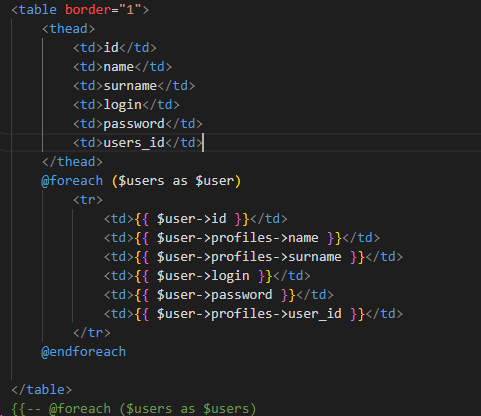 <table border="1">
<thead>
<td>id</td>
<td>name</td>
<td>surname</td>
<td>login</td>
<td>password</td>
<td>users_id</td>
</thead>
@foreach ($users as $user)
<tr>
<td>{{ $user->id }}</td>
<td>{{ $user->profiles->name }}</td>
<td>{{ $user->profiles->surname }}</td>
<td>{{ $user->login }}</td>
<td>{{ $user->password }}</td>
<td>{{ $user->profiles->user_id }}</td>
</tr>
@endforeach
</table>
{{-- @foreach ($users as $users)